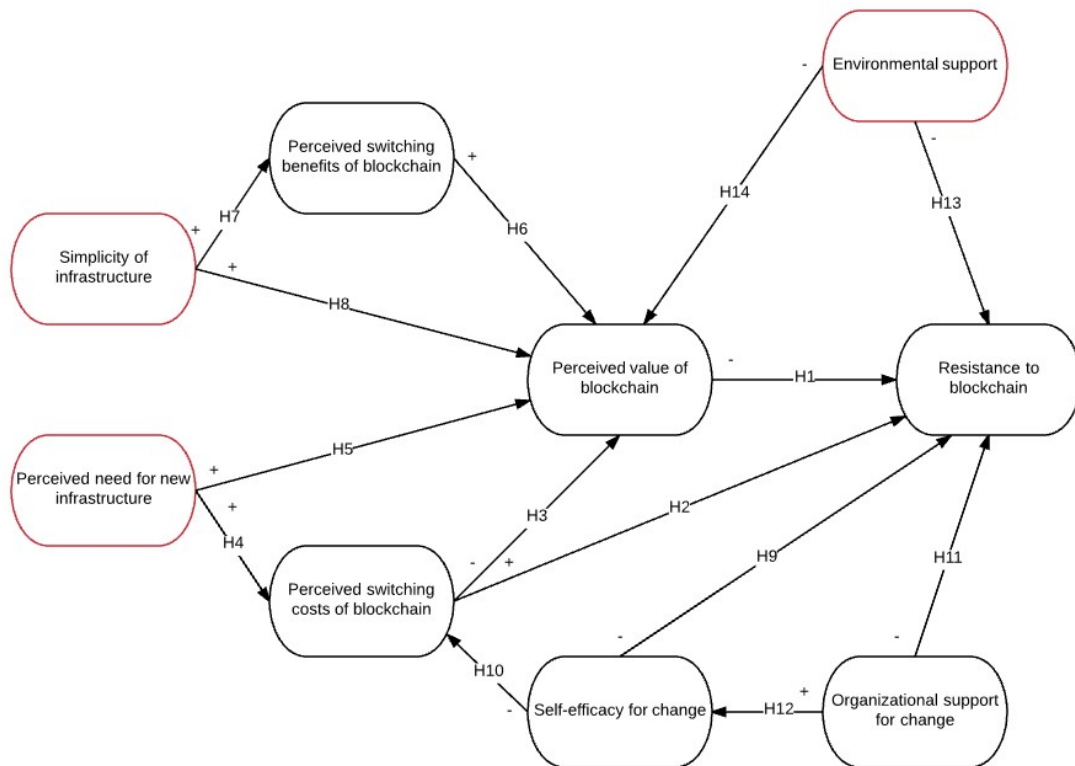 -
Environmental support
-
Perceived switching
benefits of blockchain
+
H14
H13
H7
+
H6
Simplicity of
infrastructure
+
H8
Perceived value of
blockchain
-
H1
Resistance to
blockchain
Perceived need for new
infrastructure
+
H5
+
H4
H3
H2
H9
H11
Perceived switching
costs of blockchain
-
+
H10
-
Self-efficacy for change
-
H12
+
Organizational support
for change
-